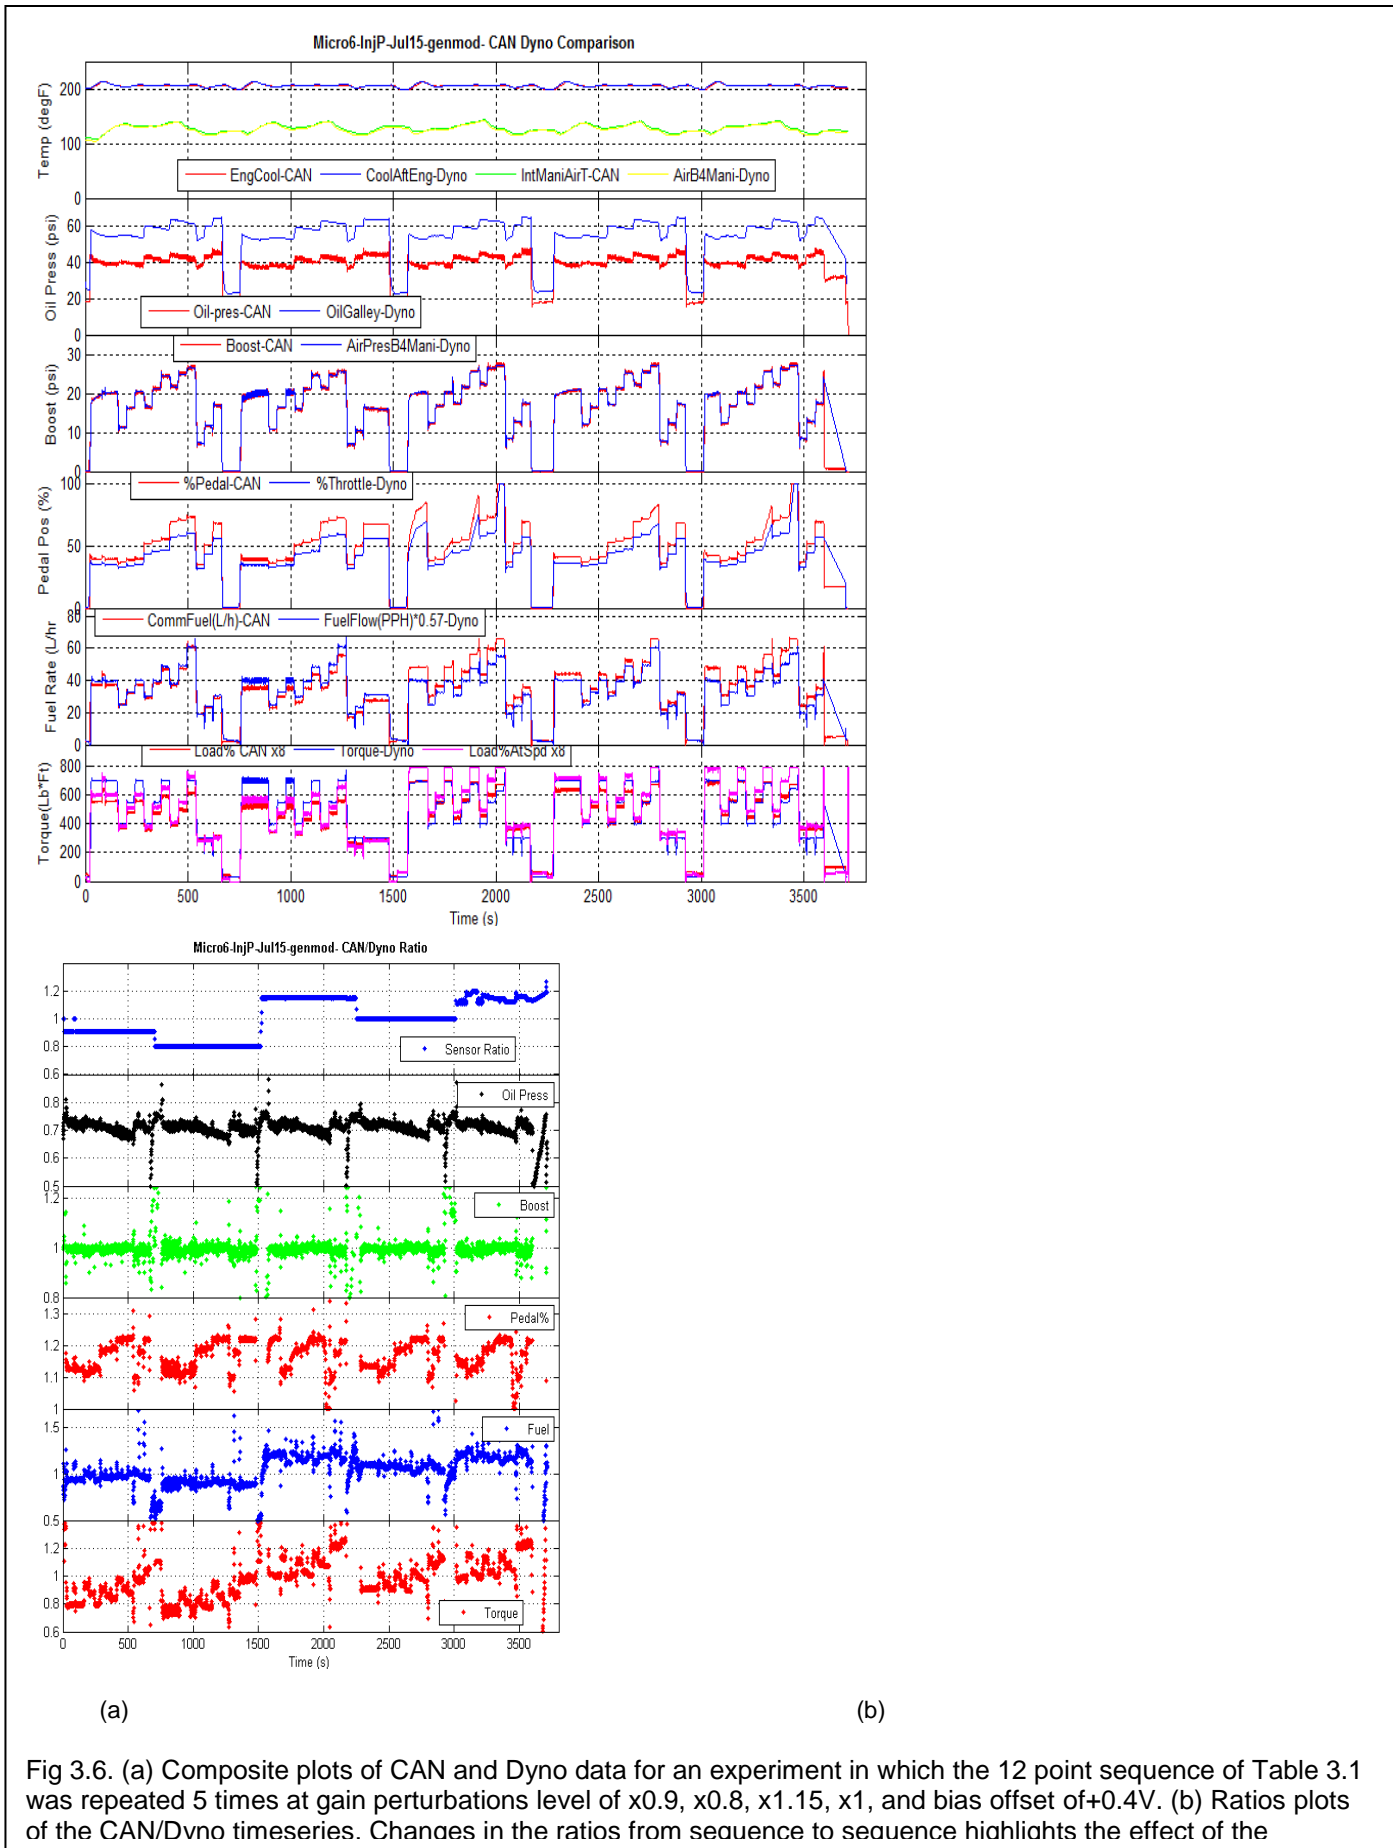 Micro6-InjP-Jul15-genmod- CAN Dyno Comparison
Temp (degF)
200
100
0
EngCool-CAN CoolAftEng-Dyno IntManiAirT-CAN AirB4Mani-Dyno
Oil Press (psi)
60
40
20
0
Oil-pres-CAN OilGalley-Dyno
Boost (psi)
30
20
10
0
Boost-CAN AirPresB4Mani-Dyno
Pedal Pos (%)
100
50
0
%Pedal-CAN %Throttle-Dyno
Fuel Rate (L/hr
80
60
40
20
0
CommFuel(L/h)-CAN FuelFlow(PPH)*0.57-Dyno
Torque(Lb*Ft)
800
600
400
200
0
Load% CAN x8 Torque-Dyno Load%AtSpd x8
0 500 1000 1500 2000 2500 3000 3500
Time (s)
Micro6-InjP-Jul15-genmod- CAN/Dyno Ratio
1.2
1
0.8
0.6
Sensor Ratio
0.8
0.7
0.6
0.5
Oil Press
1.2
1
0.8
Boost
1.3
1.2
1.1
1
Pedal%
1.5
1
0.5
Fuel
1.2
1
0.8
0.6
Torque
0 500 1000 1500 2000 2500 3000 3500
Time (s)
(a) (b)
Fig 3.6. (a) Composite plots of CAN and Dyno data for an experiment in which the 12 point sequence of Table 3.1
was repeated 5 times at gain perturbations level of x0.9, x0.8, x1.15, x1, and bias offset of+0.4V. (b) Ratios plots
of the CAN/Dyno timeseries. Changes in the ratios from sequence to sequence highlights the effect of the